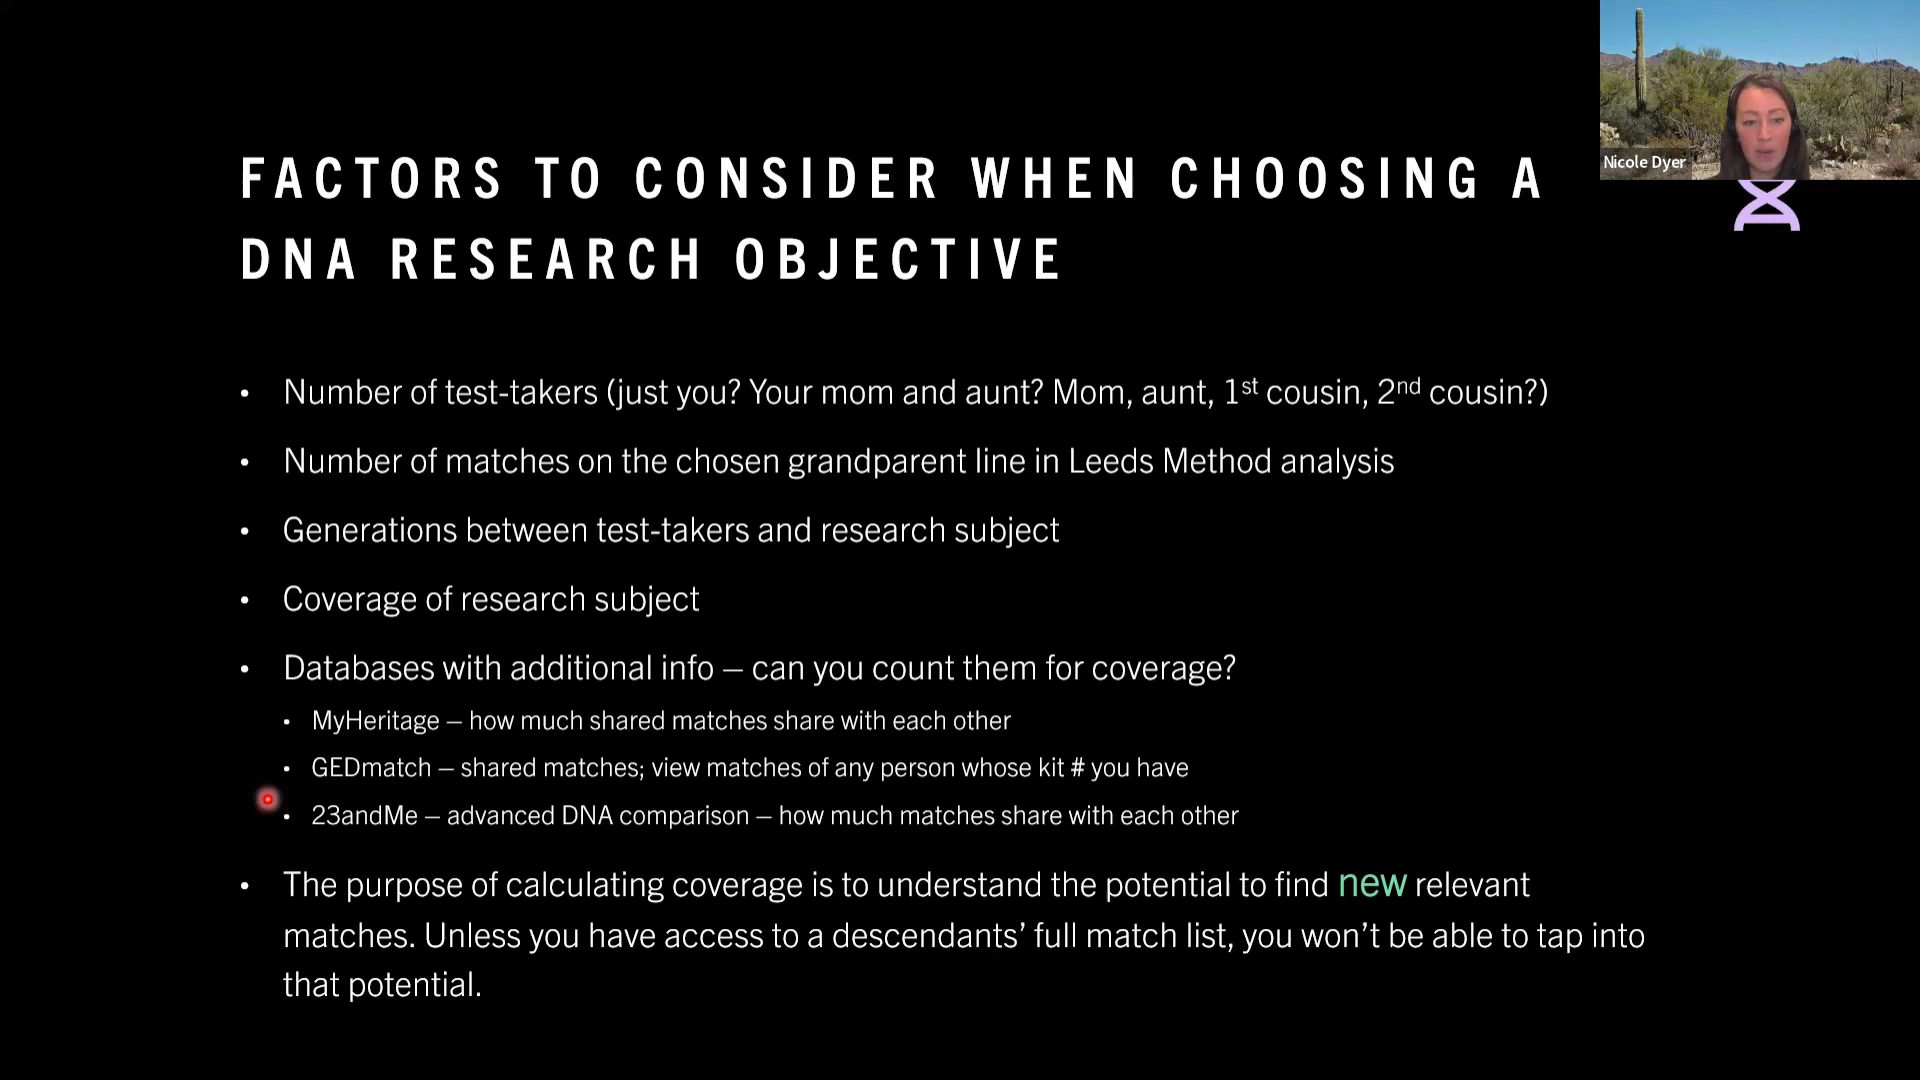 Nicole Dyer
FACTORS TO CONSIDER WHEN CHOOSING A
DNA RESEARCH OBJECTIVE
• Number of test-takers (just you? Your mom and aunt? Mom, aunt, 1st cousin, 2nd cousin?)
• Number of matches on the chosen grandparent line in Leeds Method analysis
• Generations between test-takers and research subject
• Coverage of research subject
• Databases with additional info – can you count them for coverage?
• MyHeritage – how much shared matches share with each other
• GEDmatch – shared matches; view matches of any person whose kit # you have
• 23andMe – advanced DNA comparison – how much matches share with each other
• The purpose of calculating coverage is to understand the potential to find new relevant
matches. Unless you have access to a descendants’ full match list, you won’t be able to tap into
that potential.